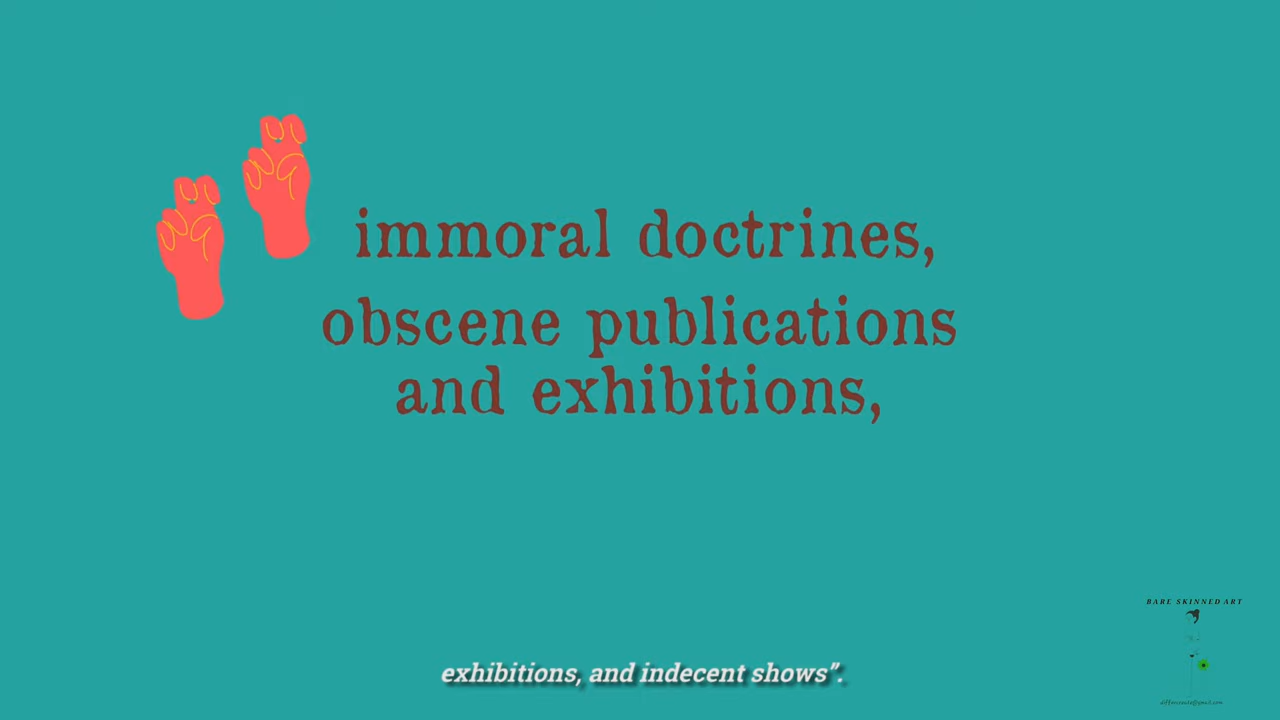 immoral doctrines,
obscene publications
and exhibitions,
BARE SKINNED ART
exhibitions, and indecent shows”.